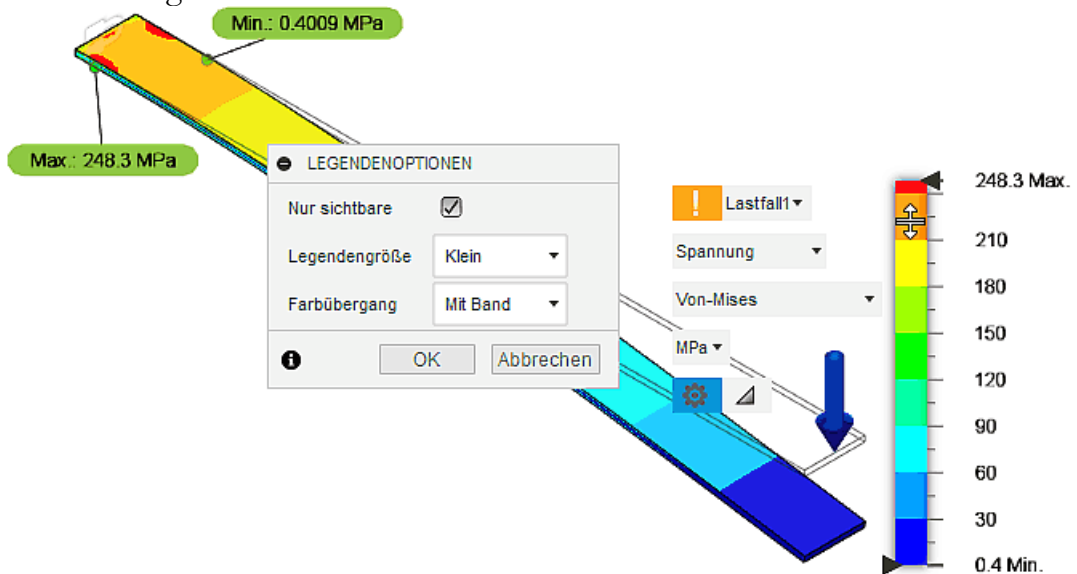 Min.: 0.4009 MPa
Max.: 248.3 MPa
LEGENDENOPTIONEN
Nur sichtbare
Legendengröße Klein
Farbübergang Mit Band
OK Abbrechen
Lastfall1
Spannung
Von-Mises
MPa
248.3 Max.
210
180
150
120
90
60
30
0.4 Min.